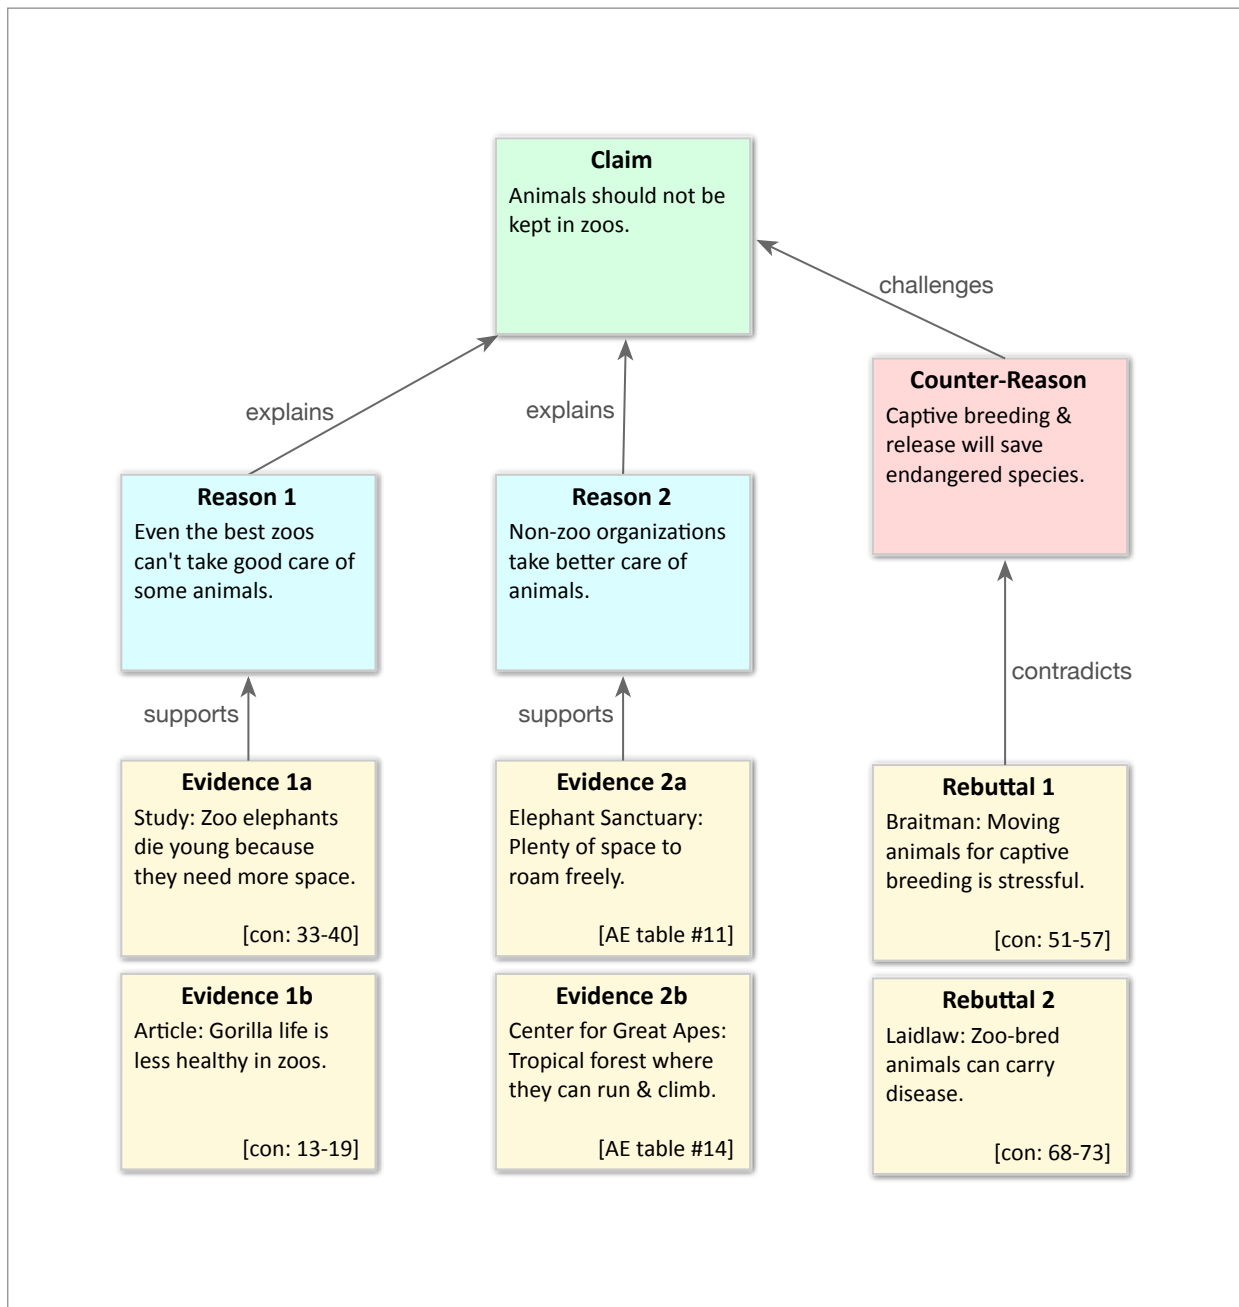 Claim
Animals should not be
kept in zoos.
challenges
explains
explains
Counter-Reason
Captive breeding &
release will save
endangered species.
Reason 1
Even the best zoos
can't take good care of
some animals.
Reason 2
Non-zoo organizations
take better care of
animals.
contradicts
supports
supports
Evidence 1a
Study: Zoo elephants
die young because
they need more space.
[con: 33-40]
Evidence 2a
Elephant Sanctuary:
Plenty of space to
roam freely.
[AE table #11]
Rebuttal 1
Braitman: Moving
animals for captive
breeding is stressful.
[con: 51-57]
Evidence 1b
Article: Gorilla life is
less healthy in zoos.
[con: 13-19]
Evidence 2b
Center for Great Apes:
Tropical forest where
they can run & climb.
[AE table #14]
Rebuttal 2
Laidlaw: Zoo-bred
animals can carry
disease.
[con: 68-73]